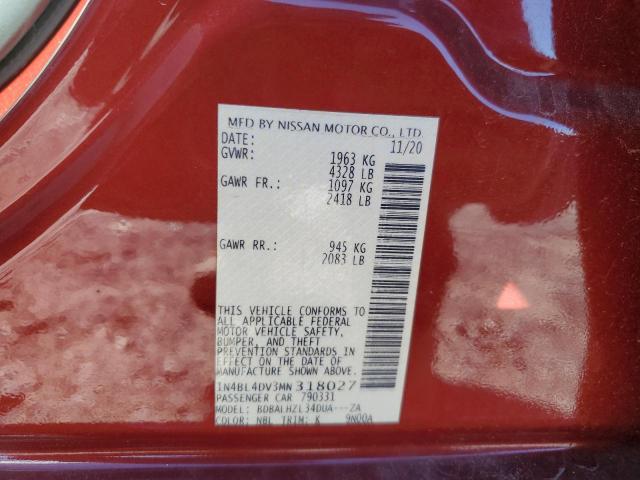 MFD BY NISSAN MOTOR CO., LTD.
DATE: 11/20
GVWR: 1963 KG
4328 LB
GAWR FR.: 1097 KG
2418 LB
GAWR RR.: 945 KG
2083 LB
THIS VEHICLE CONFORMS TO
ALL APPLICABLE FEDERAL
MOTOR VEHICLE SAFETY,
BUMPER, AND THEFT
PREVENTION STANDARDS IN
EFFECT ON THE DATE OF
MANUFACTURE SHOWN ABOVE.
1N4BL4DV3MN318027
PASSENGER CAR 790331
MODEL: BDBALHZL34DUA---ZA
COLOR: NBL TRIM: K 9N00A